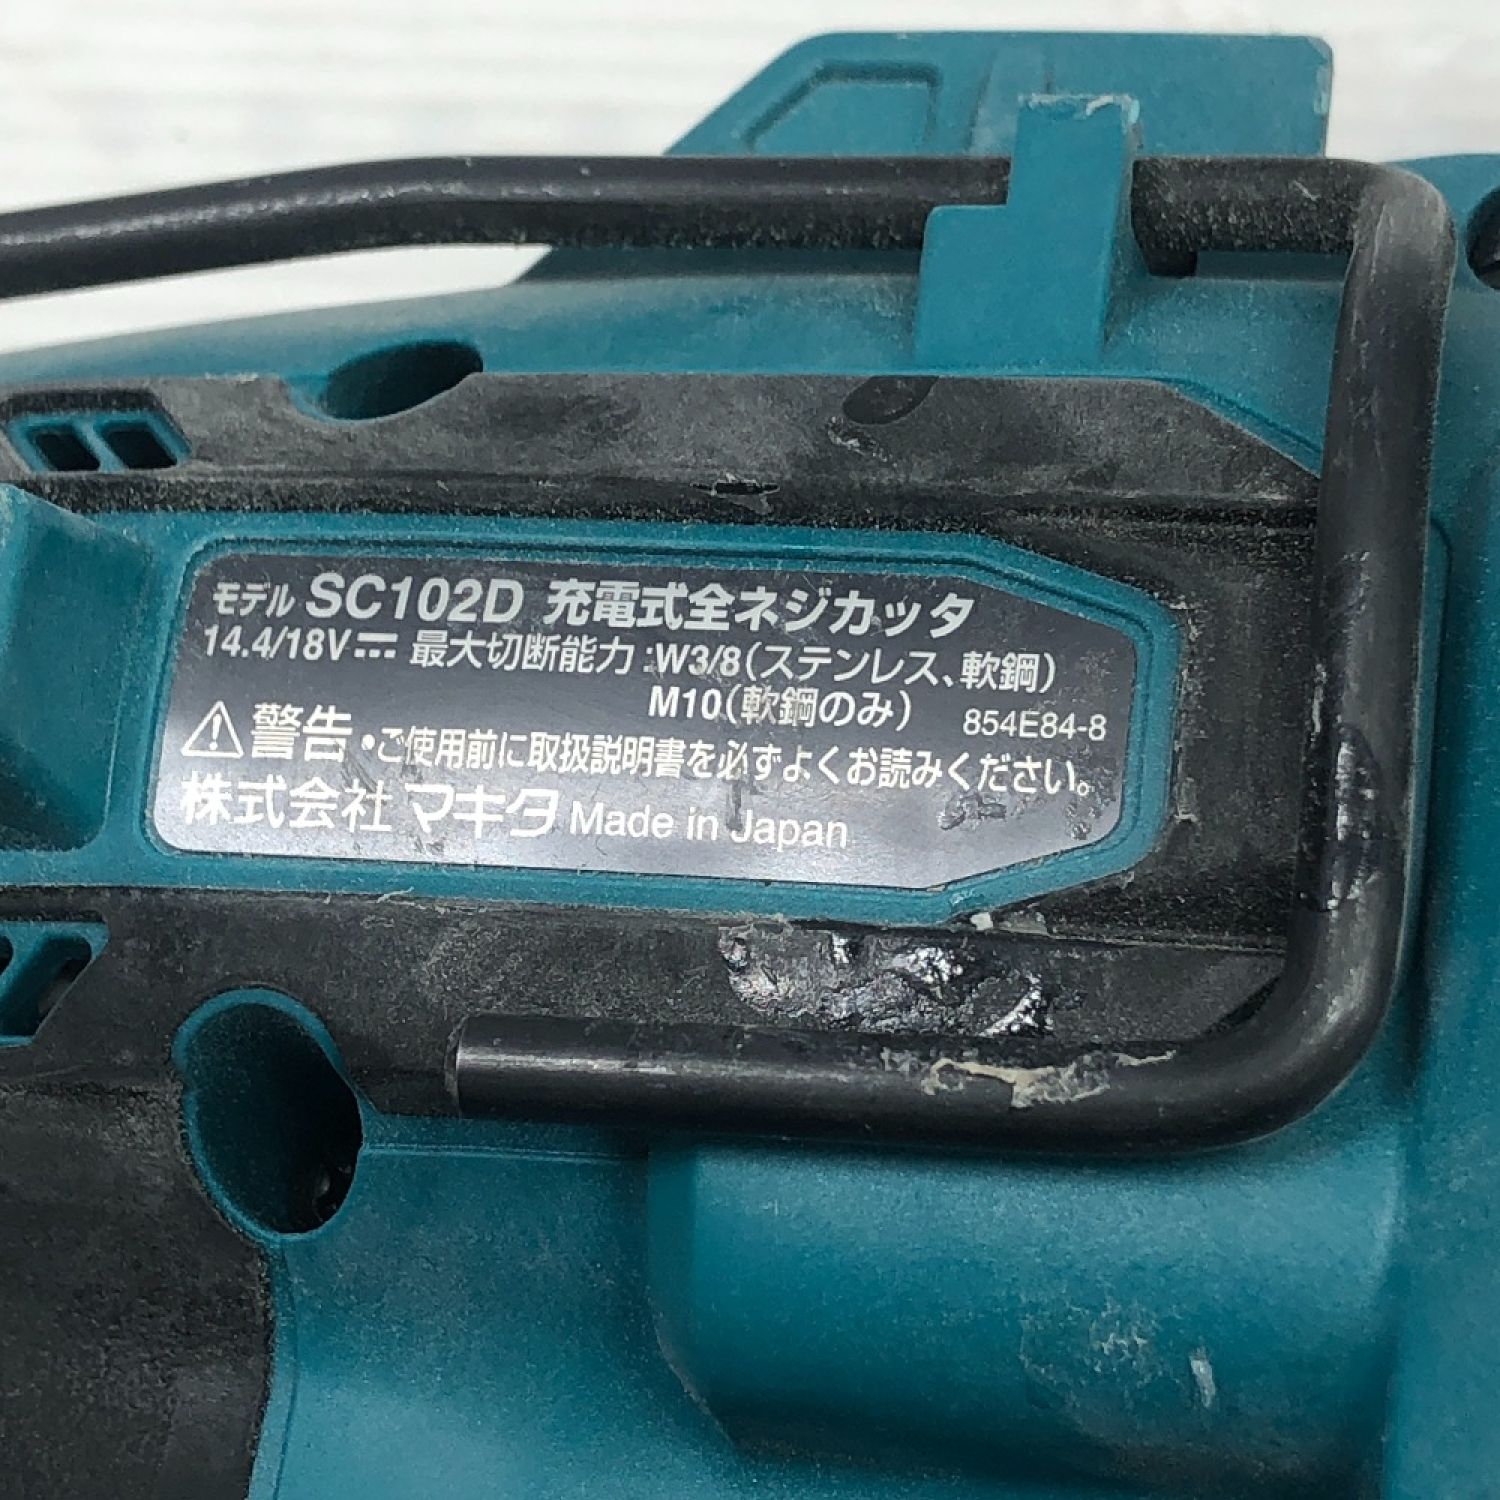 モデル SC102D 充電式全ネジカッタ
14.4/18V⎓ 最大切断能力:W3/8(ステンレス、軟鋼)
M10(軟鋼のみ) 854E84-8
⚠警告・ご使用前に取扱説明書を必ずよくお読みください。
株式会社マキタ Made in Japan